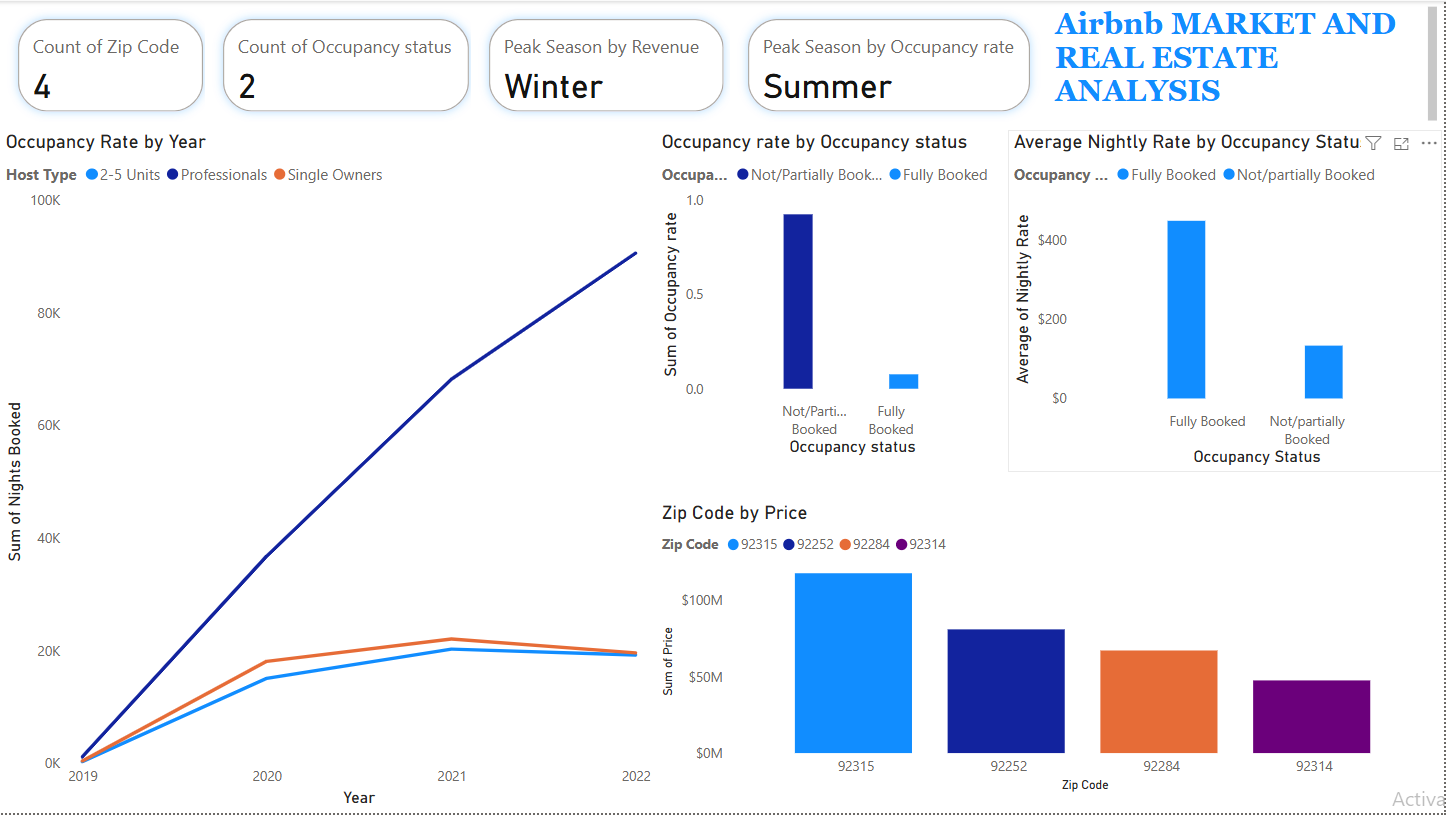 Count of Zip Code
4
Count of Occupancy status
2
Peak Season by Revenue
Winter
Peak Season by Occupancy rate
Summer
Airbnb MARKET AND
REAL ESTATE
ANALYSIS
Occupancy Rate by Year
Host Type 2-5 Units Professionals Single Owners
100K
80K
60K
40K
20K
0K
Sum of Nights Booked
2019 2020 2021 2022
Year
Occupancy rate by Occupancy status
Occupa... Not/Partially Book... Fully Booked
1.0
0.5
0.0
Sum of Occupancy rate
Not/Parti...
Booked
Fully
Booked
Occupancy status
Average Nightly Rate by Occupancy Statu
Occupancy ... Fully Booked Not/partially Booked
$400
$200
$0
Average of Nightly Rate
Fully Booked
Not/partially
Booked
Occupancy Status
Zip Code by Price
Zip Code 92315 92252 92284 92314
$100M
$50M
$0M
Sum of Price
92315 92252 92284 92314
Zip Code
Activa